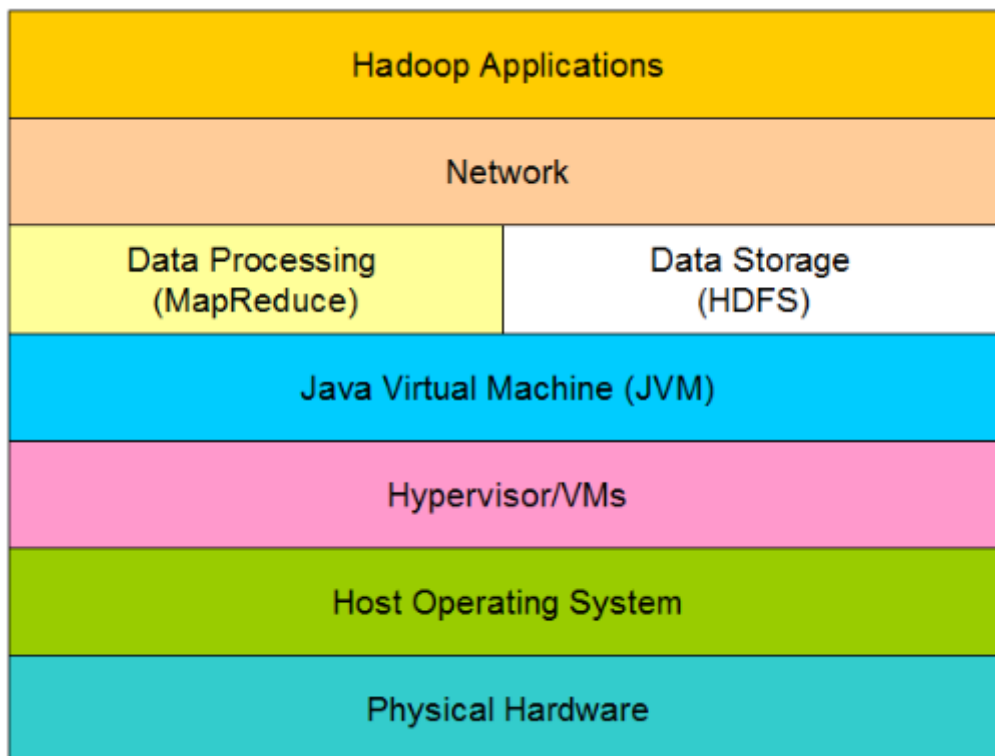 Hadoop Applications
Network
Data Processing
(MapReduce)
Data Storage
(HDFS)
Java Virtual Machine (JVM)
Hypervisor/VMs
Host Operating System
Physical Hardware